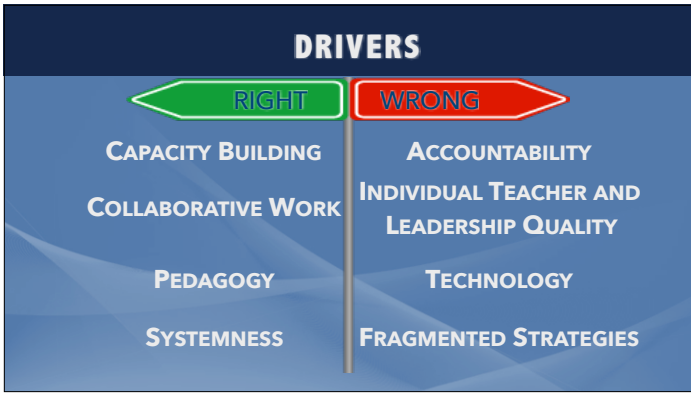 DRIVERS
RIGHT WRONG
CAPACITY BUILDING ACCOUNTABILITY
COLLABORATIVE WORK INDIVIDUAL TEACHER AND
LEADERSHIP QUALITY
PEDAGOGY TECHNOLOGY
SYSTEMNESS FRAGMENTED STRATEGIES